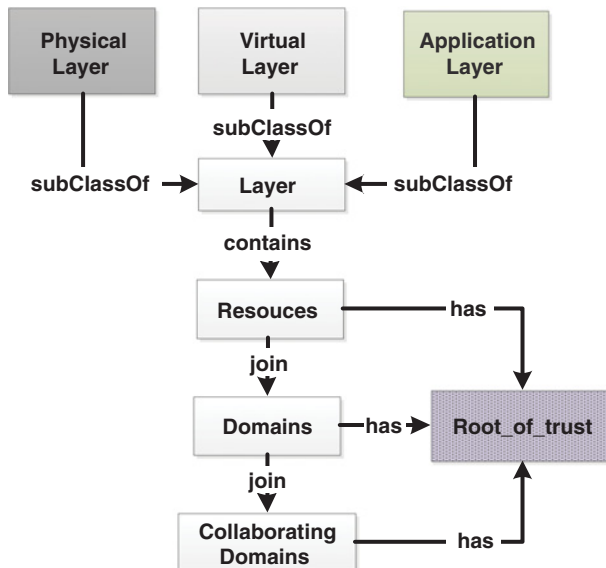 Physical
Layer
Virtual
Layer
Application
Layer
subClassOf
subClassOf
subClassOf
Layer
contains
Resouces
has
join
Domains
has
Root_of_trust
join
Collaborating
Domains
has